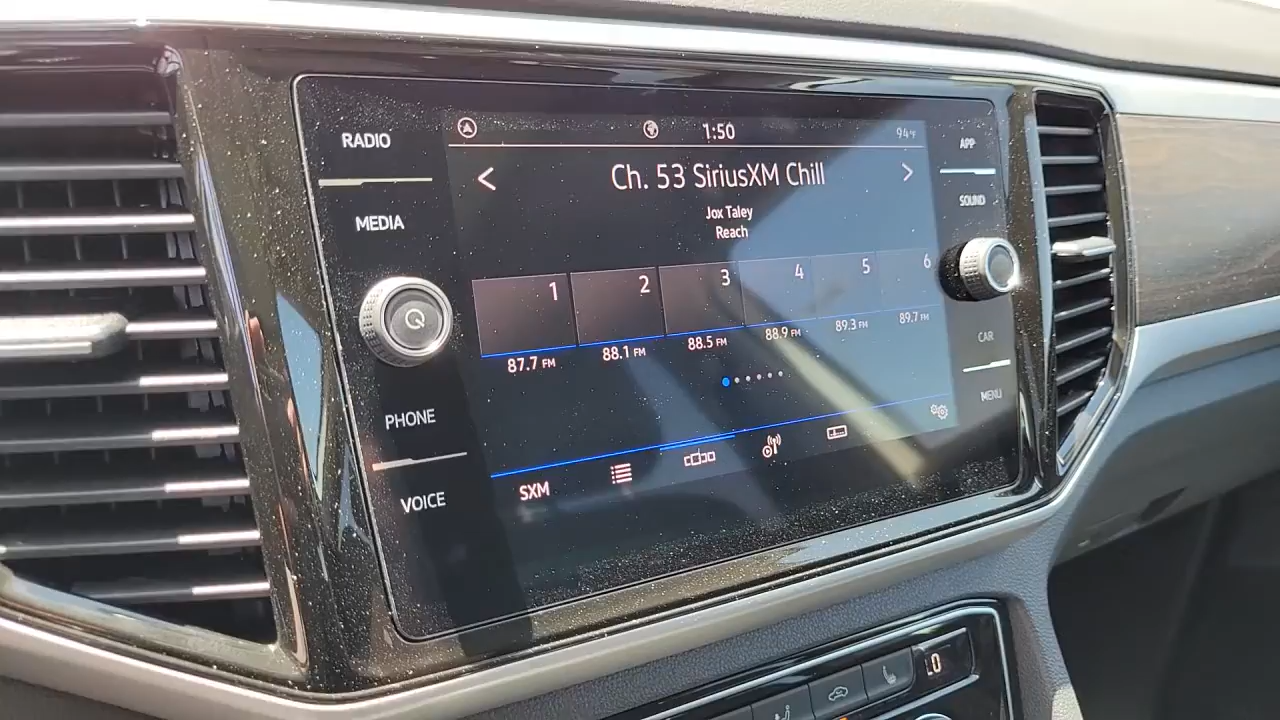 RADIO
MEDIA
PHONE
VOICE
1:50
94°F
Ch. 53 SiriusXM Chill
Jox Taley
Reach
1 2 3 4 5 6
87.7 FM 88.1 FM 88.5 FM 88.9 FM 89.3 FM 89.7 FM
SXM
APP
SOUND
CAR
MENU
0